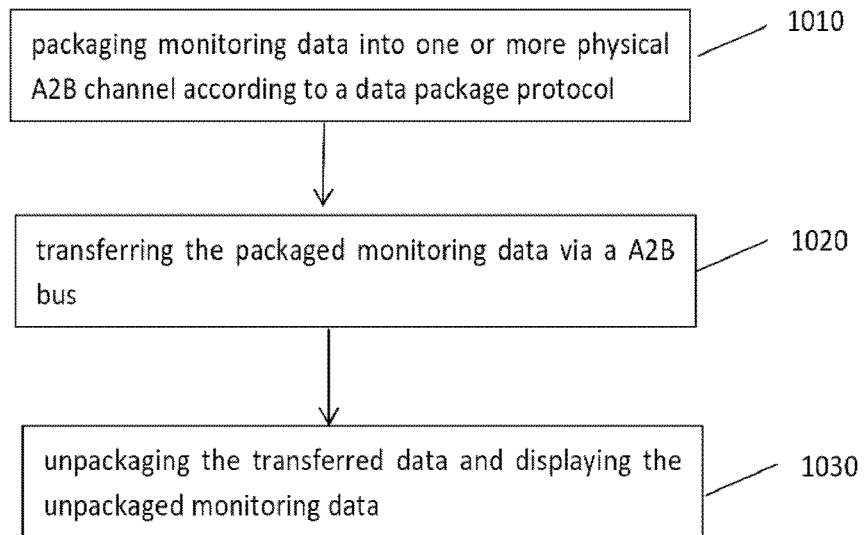 packaging monitoring data into one or more physical
A2B channel according to a data package protocol
1010
transferring the packaged monitoring data via a A2B
bus
1020
unpackaging the transferred data and displaying the
unpackaged monitoring data
1030